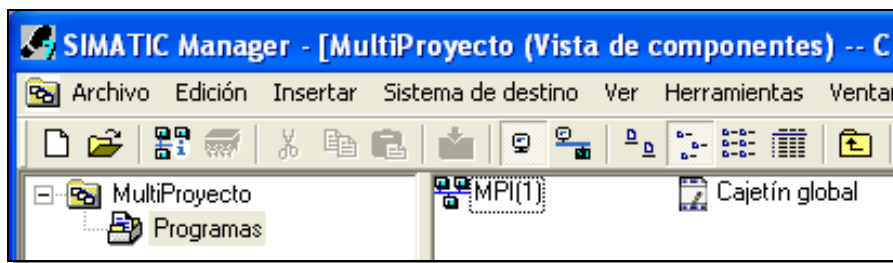 SIMATIC Manager - [MultiProyecto (Vista de componentes) -- C
Archivo Edición Insertar Sistema de destino Ver Herramientas Ventan
MultiProyecto
Programas
MPI(1) Cajetín global